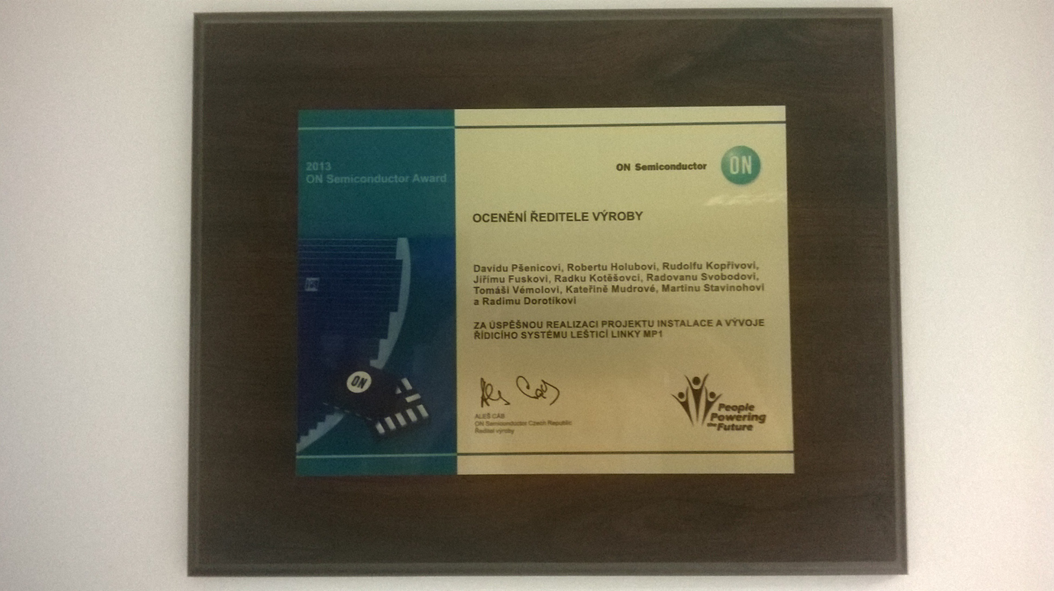 2013
ON Semiconductor Award
ON Semiconductor
ON
OCENĚNÍ ŘEDITELE VÝROBY
Davidu Pšenicovi, Robertu Holubovi, Rudolfu Kopřivovi,
Jiřímu Fuskovi, Radku Kotěšovci, Radovanu Svobodovi,
Tomáši Vémolovi, Kateřině Mudrové, Martinu Stavinohovi
a Radimu Dorotíkovi
ZA ÚSPĚŠNOU REALIZACI PROJEKTU INSTALACE A VÝVOJE
ŘÍDICÍHO SYSTÉMU LEŠTICÍ LINKY MP1
ON
ALEŠ CÁB
ON Semiconductor Czech Republic
Ředitel výroby
People
Powering
the Future